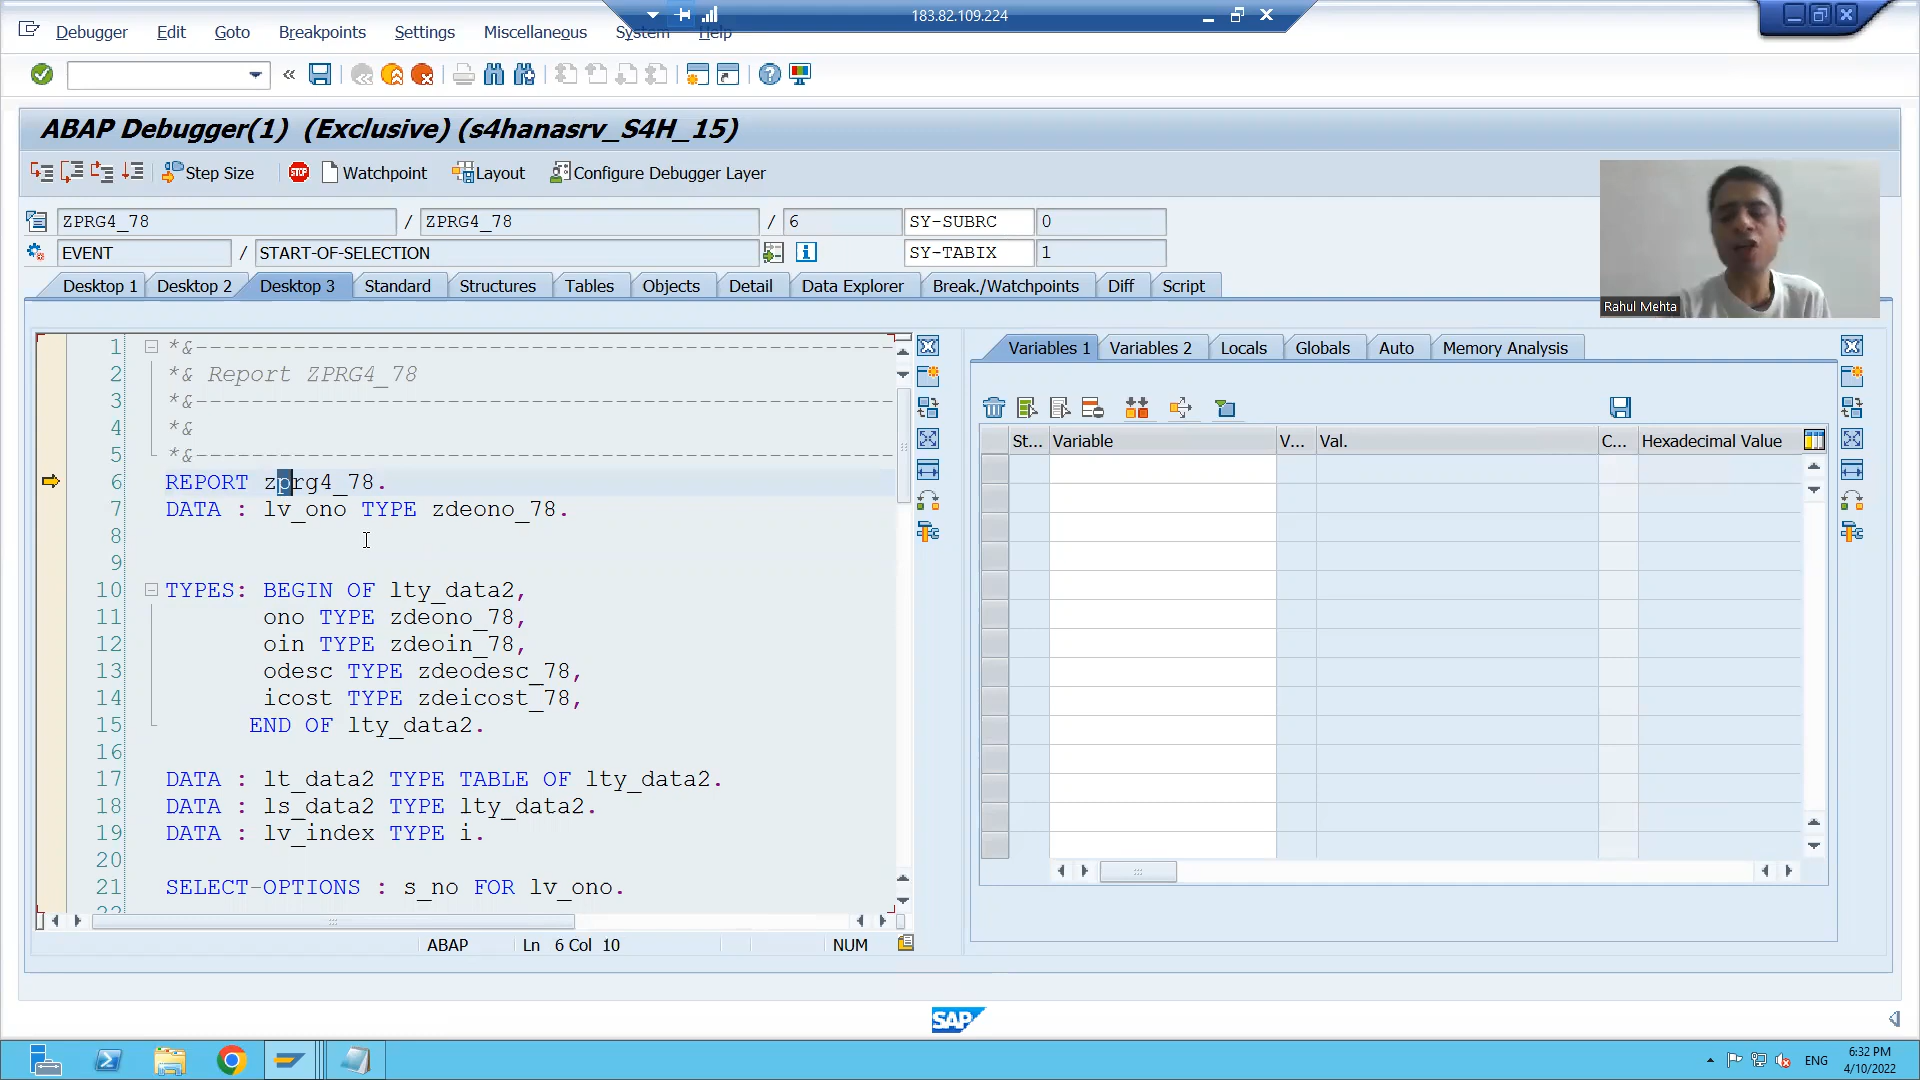 183.82.109.224
Debugger Edit Goto Breakpoints Settings Miscellaneous System Help
ABAP Debugger(1) (Exclusive) (s4hanasrv_S4H_15)
Step Size STOP Watchpoint Layout Configure Debugger Layer
ZPRG4_78 / ZPRG4_78 / 6 SY-SUBRC 0
EVENT / START-OF-SELECTION SY-TABIX 1
Rahul Mehta
Desktop 1 Desktop 2 Desktop 3 Standard Structures Tables Objects Detail Data Explorer Break./Watchpoints Diff Script
Variables 1 Variables 2 Locals Globals Auto Memory Analysis
St... Variable V... Val. C... Hexadecimal Value
1 *&---------------------------------------------------------------------
2 *& Report ZPRG4_78
3 *&---------------------------------------------------------------------
4 *&
5 *&---------------------------------------------------------------------
6 REPORT zprg4_78.
7 DATA : lv_ono TYPE zdeono_78.
8
9
10 TYPES: BEGIN OF lty_data2,
11 ono TYPE zdeono_78,
12 oin TYPE zdeoin_78,
13 odesc TYPE zdeodesc_78,
14 icost TYPE zdeicost_78,
15 END OF lty_data2.
16
17 DATA : lt_data2 TYPE TABLE OF lty_data2.
18 DATA : ls_data2 TYPE lty_data2.
19 DATA : lv_index TYPE i.
20
21 SELECT-OPTIONS : s_no FOR lv_ono.
22
ABAP Ln 6 Col 10 NUM
SAP
ENG
6:32 PM
4/10/2022